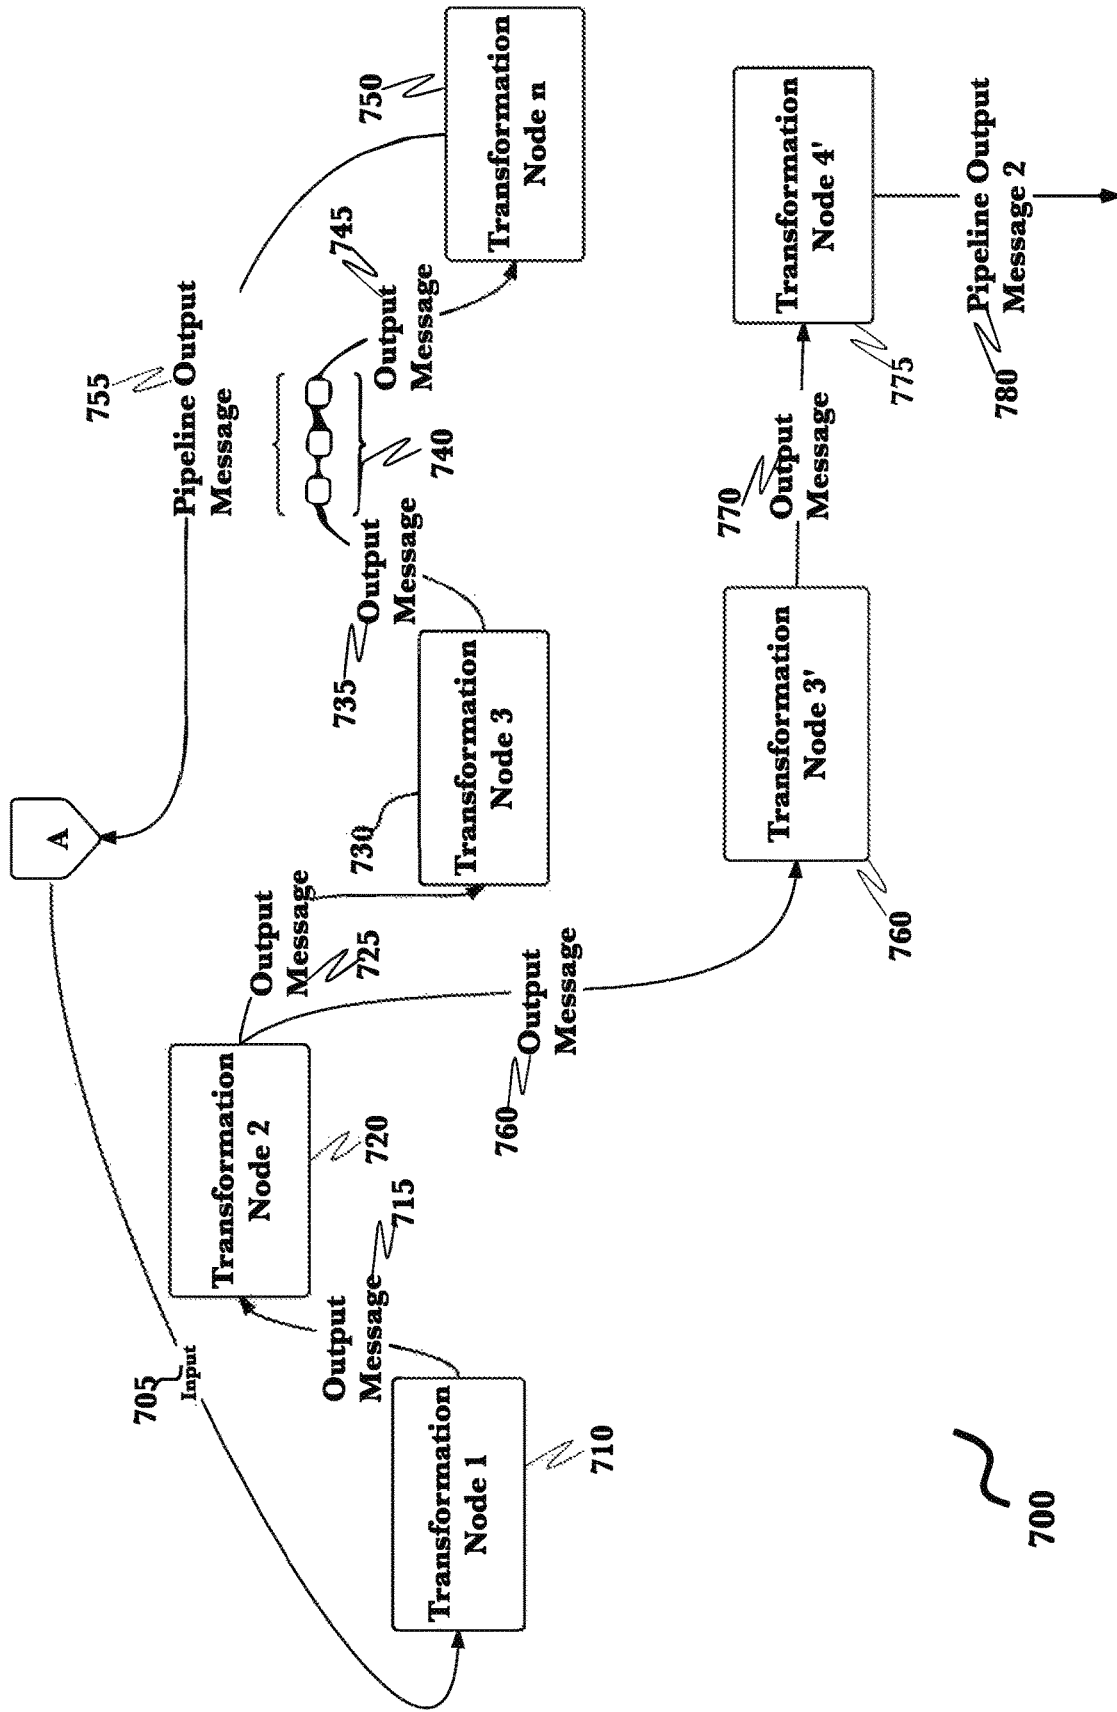 A
755
Pipeline Output
Message
705
Input
Transformation
Node 2
720
Output
Message
725
740
Output
Message
745
750
Transformation
Node n
Output
Message
715
730
Transformation
Node 3
735
Output
Message
Transformation
Node 1
710
760
Output
Message
Transformation
Node 3'
760
770
Output
Message
Transformation
Node 4'
775
780
Pipeline Output
Message 2
700